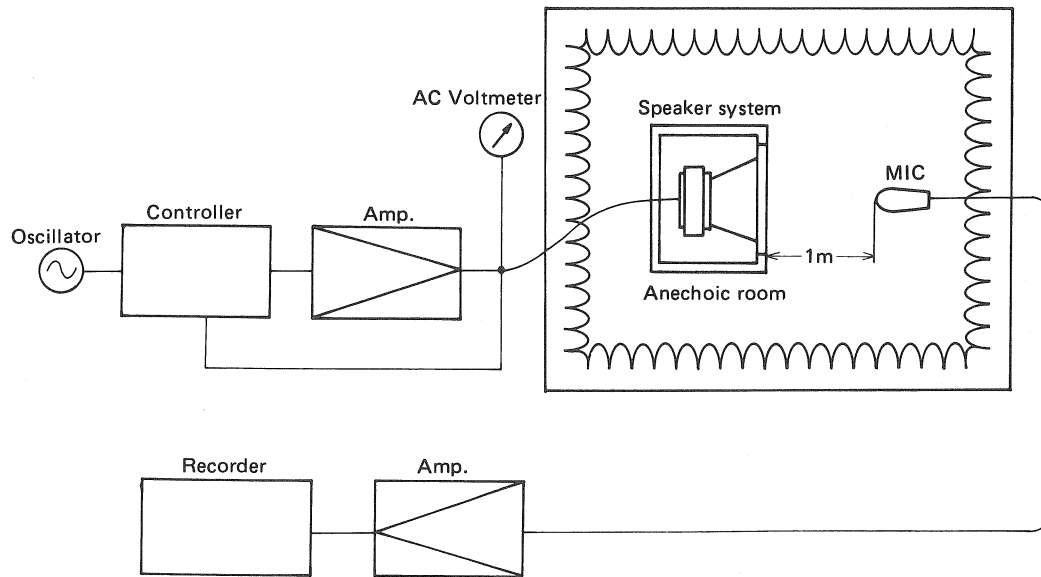 AC Voltmeter
Speaker system
MIC
Controller
Amp.
Oscillator
1m
Anechoic room
Recorder
Amp.